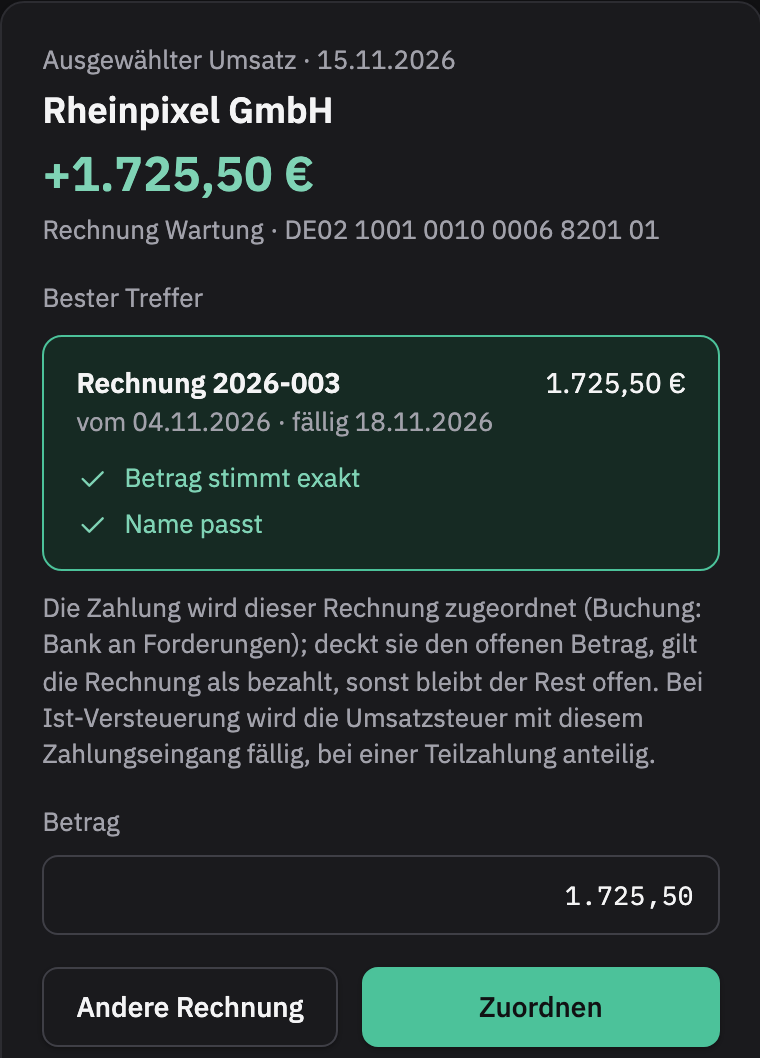 Ausgewählter Umsatz · 15.11.2026
Rheinpixel GmbH
+1.725,50 €
Rechnung Wartung · DE02 1001 0010 0006 8201 01
Bester Treffer
Rechnung 2026-003 1.725,50 €
vom 04.11.2026 · fällig 18.11.2026
Betrag stimmt exakt
Name passt
Die Zahlung wird dieser Rechnung zugeordnet (Buchung:
Bank an Forderungen); deckt sie den offenen Betrag, gilt
die Rechnung als bezahlt, sonst bleibt der Rest offen. Bei
Ist-Versteuerung wird die Umsatzsteuer mit diesem
Zahlungseingang fällig, bei einer Teilzahlung anteilig.
Betrag
1.725,50
Andere Rechnung Zuordnen